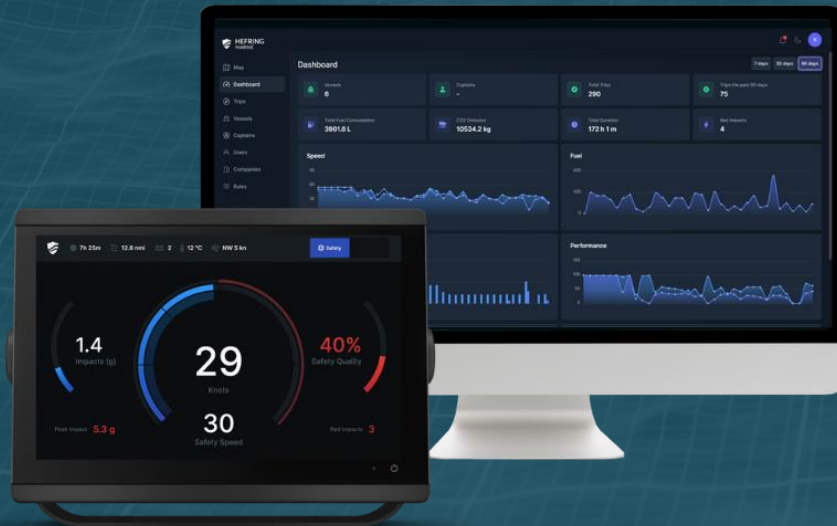 HEFRING
MARINE
Map
Dashboard
Trips
Vessels
Captains
Users
Companies
Rules
Dashboard
7 days
30 days
90 days
Vessels
6
Captains
-
Total Trips
290
Trips the past 90 days
75
Total Fuel Consumption
3901.6 L
CO2 Emission
10534.2 kg
Total Duration
172 h 1 m
Red Impacts
4
Speed
Fuel
Performance
7h 25m
12.6 nmi
2
12 °C
NW 5 kn
Safety
1.4
Impacts (g)
29
Knots
40%
Safety Quality
Peak Impact 5.3 g
30
Safety Speed
Red Impacts 3